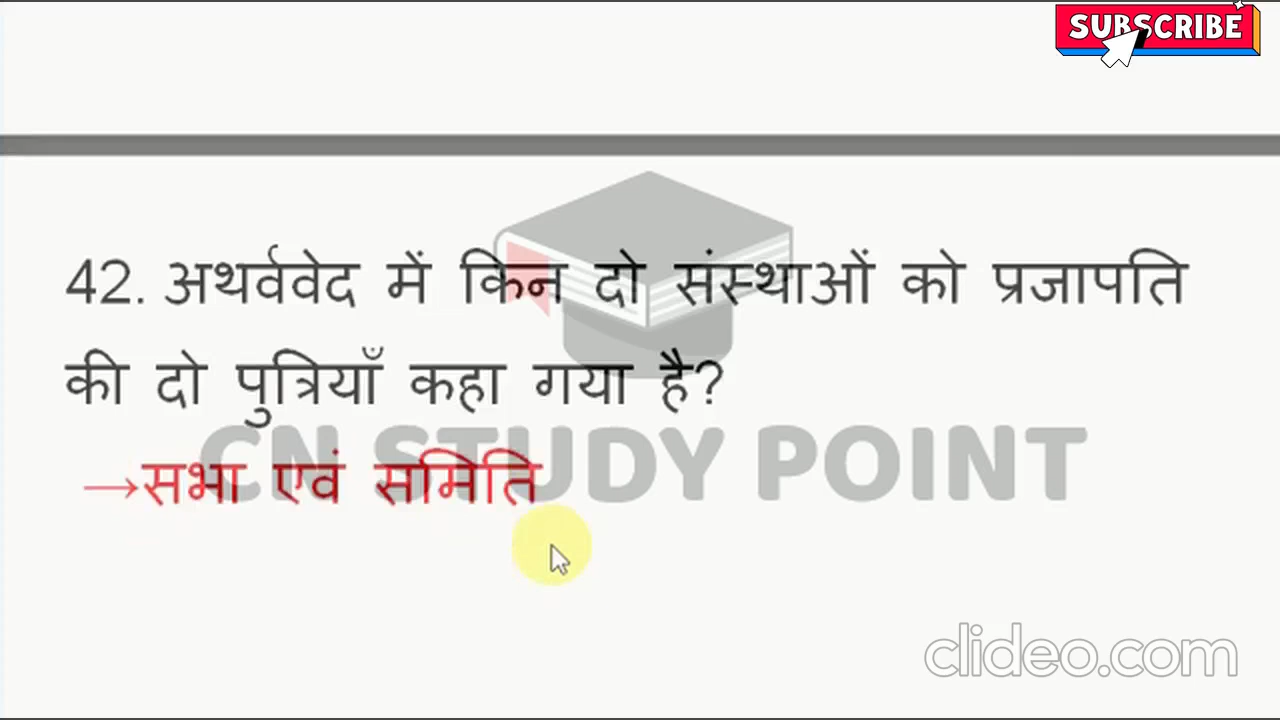 SUBSCRIBE
42. अथर्ववेद में किन दो संस्थाओं को प्रजापति
की दो पुत्रियाँ कहा गया है?
CN STUDY POINT
→सभा एवं समिति
clideo.com